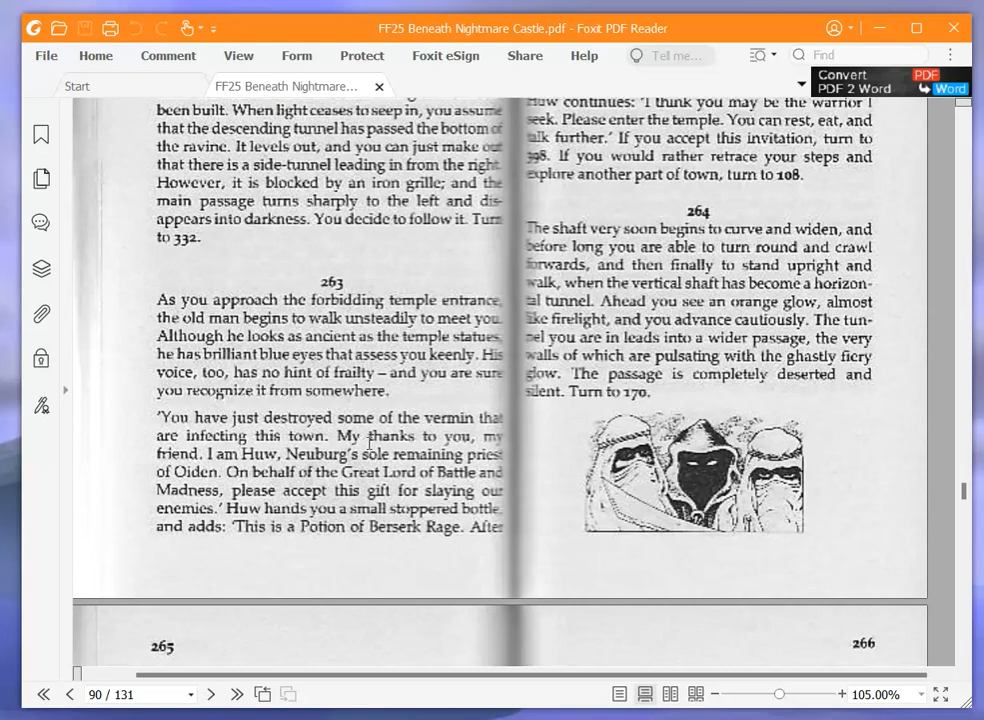 FF25 Beneath Nightmare Castle.pdf - Foxit PDF Reader
File Home Comment View Form Protect Foxit eSign Share Help Tell me... Find
Start
FF25 Beneath Nightmare...
Convert PDF
PDF 2 Word Word
been built. When light ceases to seep in, you assume
that the descending tunnel has passed the bottom of
the ravine. It levels out, and you can just make out
that there is a side-tunnel leading in from the right.
However, it is blocked by an iron grille; and the
main passage turns sharply to the left and dis-
appears into darkness. You decide to follow it. Turn
to 332.
263
As you approach the forbidding temple entrance,
the old man begins to walk unsteadily to meet you.
Although he looks as ancient as the temple statues,
he has brilliant blue eyes that assess you keenly. His
voice, too, has no hint of frailty – and you are sure
you recognize it from somewhere.
'You have just destroyed some of the vermin that
are infecting this town. My thanks to you, my
friend. I am Huw, Neuburg's sole remaining priest
of Oiden. On behalf of the Great Lord of Battle and
Madness, please accept this gift for slaying our
enemies.' Huw hands you a small stoppered bottle,
and adds: 'This is a Potion of Berserk Rage. After
Huw continues: 'I think you may be the warrior I
seek. Please enter the temple. You can rest, eat, and
talk further.' If you accept this invitation, turn to
398. If you would rather retrace your steps and
explore another part of town, turn to 108.
264
The shaft very soon begins to curve and widen, and
before long you are able to turn round and crawl
forwards, and then finally to stand upright and
walk, when the vertical shaft has become a horizon-
tal tunnel. Ahead you see an orange glow, almost
like firelight, and you advance cautiously. The tun-
nel you are in leads into a wider passage, the very
walls of which are pulsating with the ghastly fiery
glow. The passage is completely deserted and
silent. Turn to 170.
265
266
90 / 131
105.00%